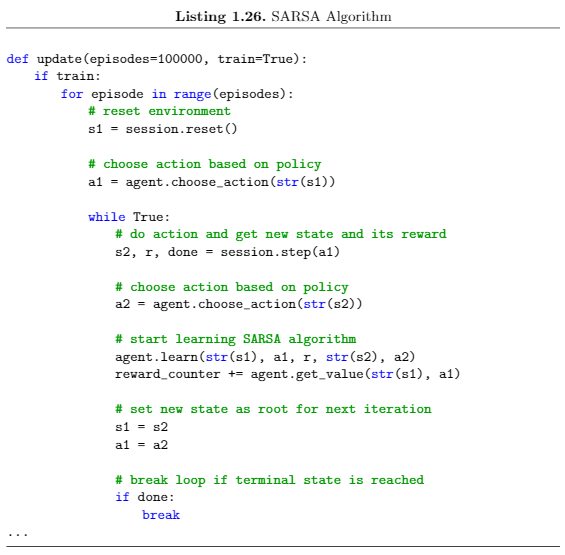 Listing 1.26. SARSA Algorithm
def update(episodes=100000, train=True):
    if train:
        for episode in range(episodes):
            # reset environment
            s1 = session.reset()

            # choose action based on policy
            a1 = agent.choose_action(str(s1))

            while True:
                # do action and get new state and its reward
                s2, r, done = session.step(a1)

                # choose action based on policy
                a2 = agent.choose_action(str(s2))

                # start learning SARSA algorithm
                agent.learn(str(s1), a1, r, str(s2), a2)
                reward_counter += agent.get_value(str(s1), a1)

                # set new state as root for next iteration
                s1 = s2
                a1 = a2

                # break loop if terminal state is reached
                if done:
                    break
...